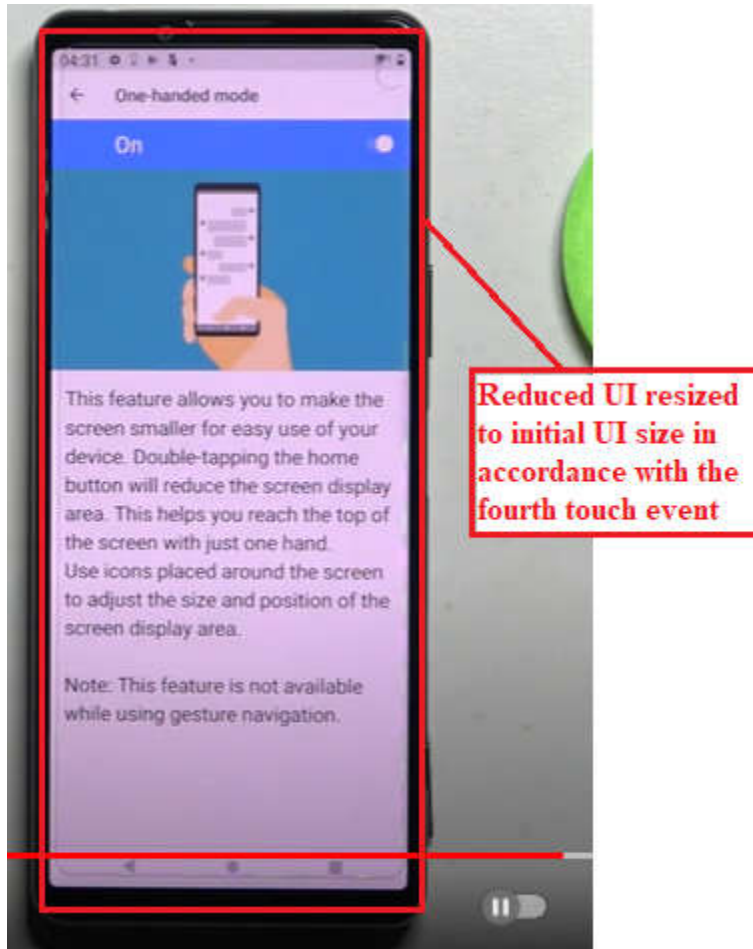 04:31
One-handed mode
On
This feature allows you to make the
screen smaller for easy use of your
device. Double-tapping the home
button will reduce the screen display
area. This helps you reach the top of
the screen with just one hand.
Use icons placed around the screen
to adjust the size and position of the
screen display area.
Note: This feature is not available
while using gesture navigation.
Reduced UI resized
to initial UI size in
accordance with the
fourth touch event